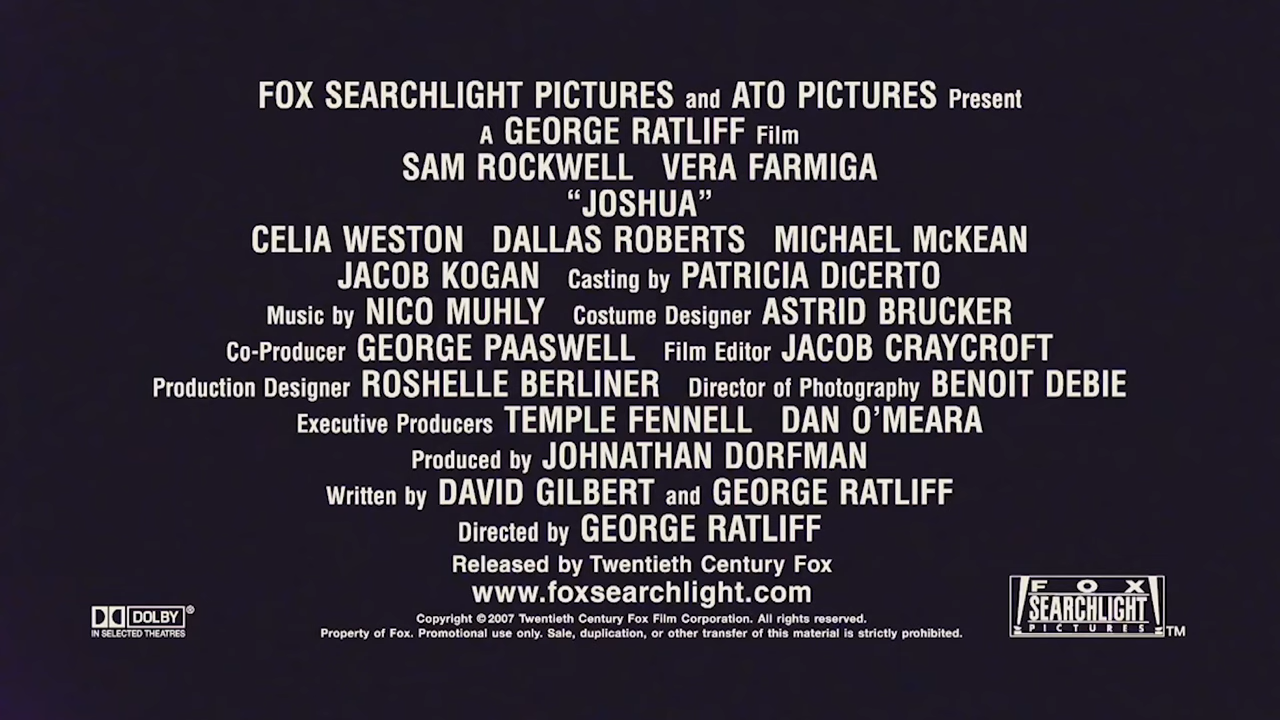 FOX SEARCHLIGHT PICTURES and ATO PICTURES Present
A GEORGE RATLIFF Film
SAM ROCKWELL VERA FARMIGA
“JOSHUA”
CELIA WESTON DALLAS ROBERTS MICHAEL McKEAN
JACOB KOGAN Casting by PATRICIA DiCERTO
Music by NICO MUHLY Costume Designer ASTRID BRUCKER
Co-Producer GEORGE PAASWELL Film Editor JACOB CRAYCROFT
Production Designer ROSHELLE BERLINER Director of Photography BENOIT DEBIE
Executive Producers TEMPLE FENNELL DAN O’MEARA
Produced by JOHNATHAN DORFMAN
Written by DAVID GILBERT and GEORGE RATLIFF
Directed by GEORGE RATLIFF
Released by Twentieth Century Fox
www.foxsearchlight.com
Copyright ©2007 Twentieth Century Fox Film Corporation. All rights reserved.
Property of Fox. Promotional use only. Sale, duplication, or other transfer of this material is strictly prohibited.
DOLBY®
IN SELECTED THEATRES
FOX
SEARCHLIGHT
PICTURES™